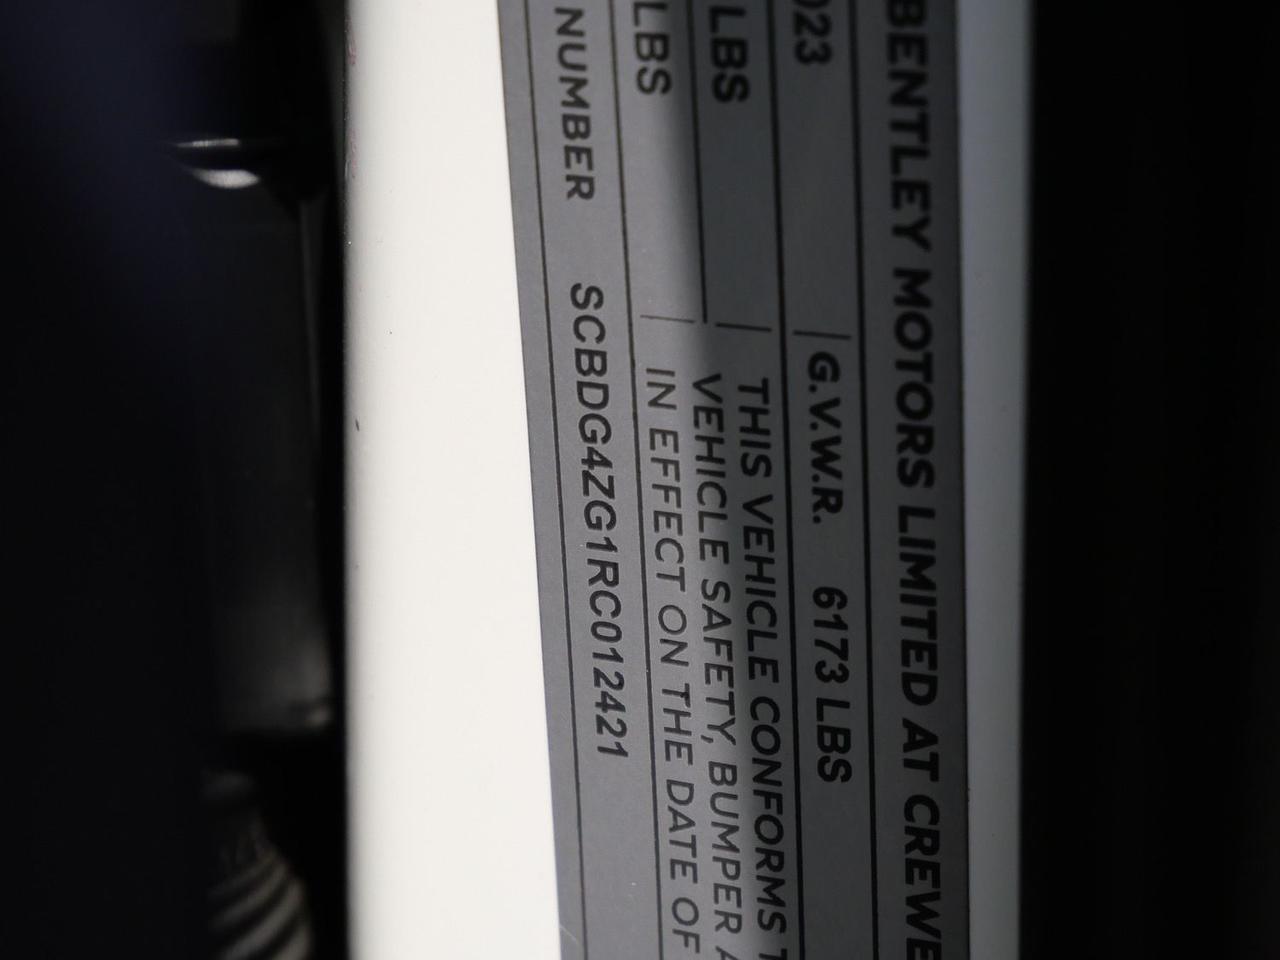 BENTLEY MOTORS LIMITED AT CREWE
023 G.V.W.R. 6173 LBS
LBS THIS VEHICLE CONFORMS
VEHICLE SAFETY, BUMPER
LBS IN EFFECT ON THE DATE OF
NUMBER SCBDG4ZG1RC012421